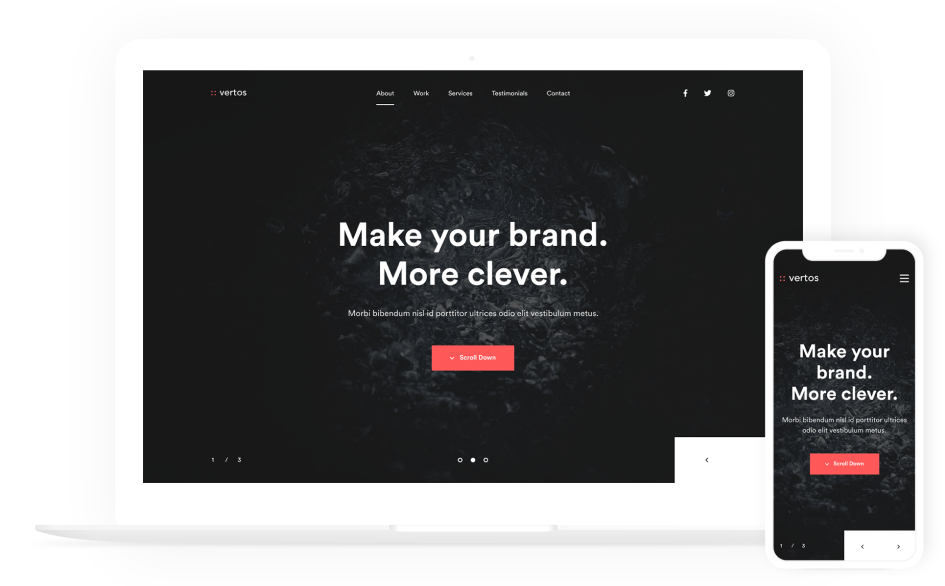 vertos
About Work Services Testimonials Contact
Make your brand.
More clever.
Morbi bibendum nisl id porttitor ultrices odio elit vestibulum metus.
Scroll Down
1 / 3
vertos
Make your
brand.
More clever.
Morbi bibendum nisl id porttitor ultrices
odio elit vestibulum metus.
Scroll Down
1 / 3